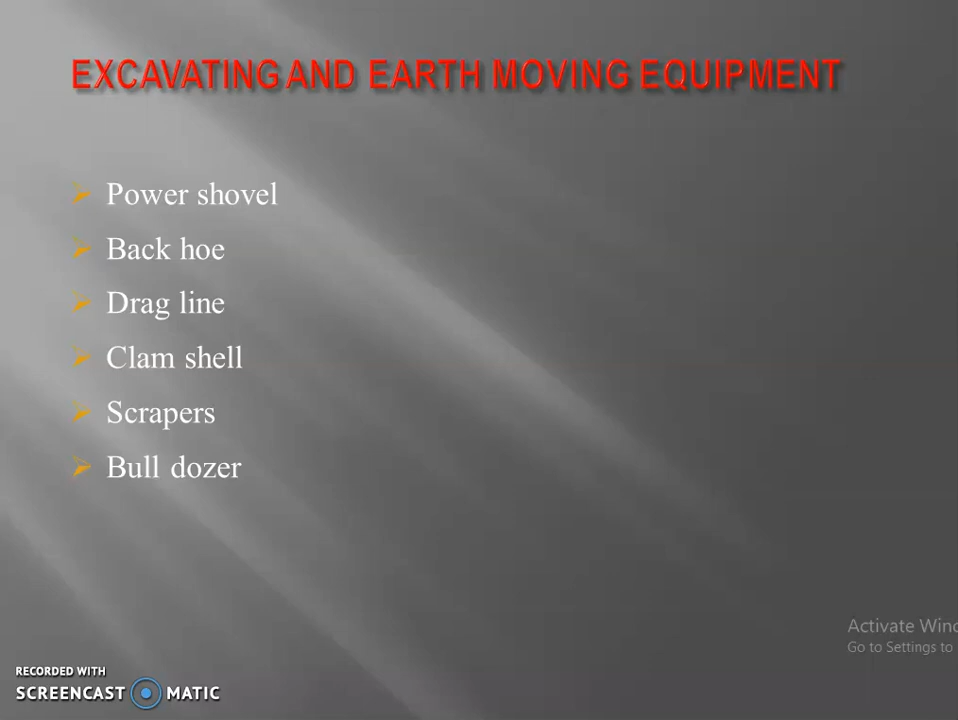 EXCAVATING AND EARTH MOVING EQUIPMENT
Power shovel
Back hoe
Drag line
Clam shell
Scrapers
Bull dozer
Activate
Go to Settings to
RECORDED WITH
SCREENCAST MATIC